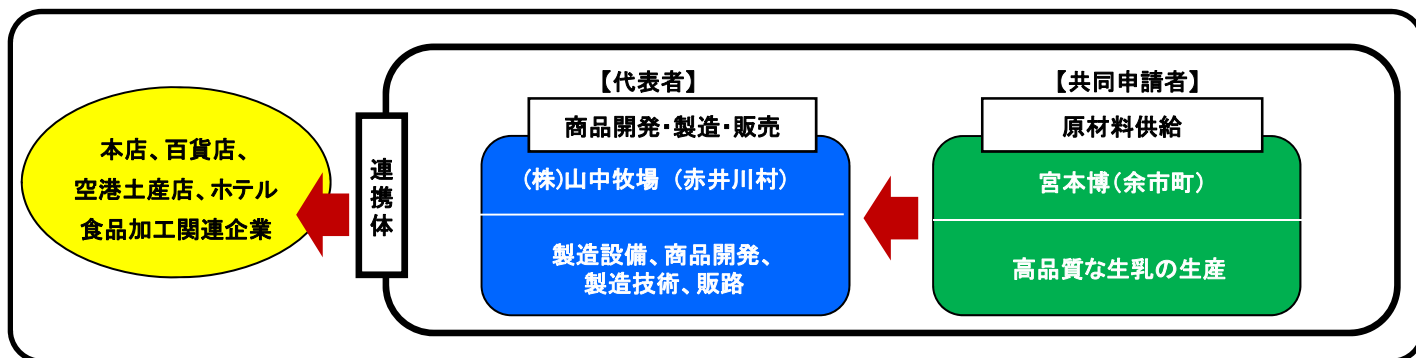 【代表者】
商品開発・製造・販売
(株)山中牧場 (赤井川村)
製造設備、商品開発、
製造技術、販路
【共同申請者】
原材料供給
宮本博(余市町)
高品質な生乳の生産
連携体
本店、百貨店、
空港土産店、ホテル
食品加工関連企業